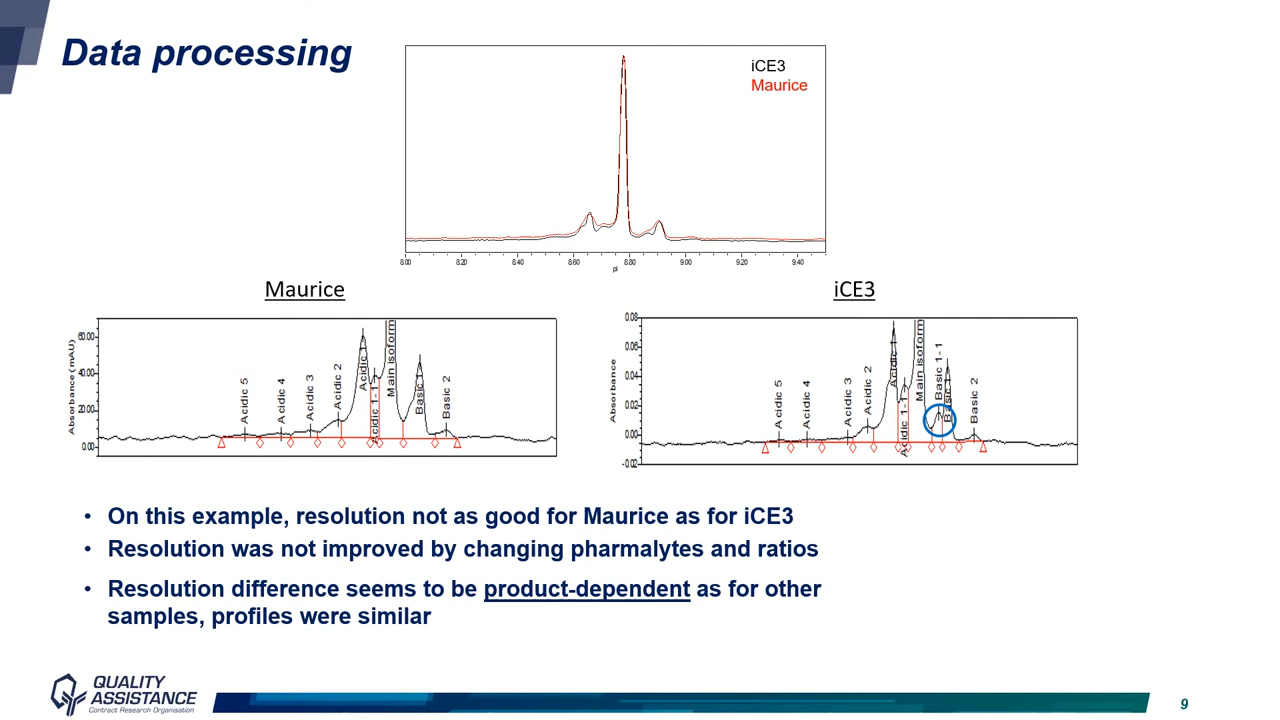 Data processing
iCE3
Maurice
8.00 8.20 8.40 8.60 8.80 9.00 9.20 9.40
pI
Maurice
iCE3
Absorbance (mAU)
60.00
40.00
20.00
0.00
Acidic 5
Acidic 4
Acidic 3
Acidic 2
Acidic 1
Acidic 1-1
Main isoform
Basic 1
Basic 2
Absorbance
0.08
0.06
0.04
0.02
0.00
-0.02
Acidic 5
Acidic 4
Acidic 3
Acidic 2
Acidic 1
Acidic 1-1
Main isoform
Basic 1-1
Basic 1
Basic 2
• On this example, resolution not as good for Maurice as for iCE3
• Resolution was not improved by changing pharmalytes and ratios
• Resolution difference seems to be product-dependent as for other
samples, profiles were similar
QUALITY
ASSISTANCE
Contract Research Organisation
9